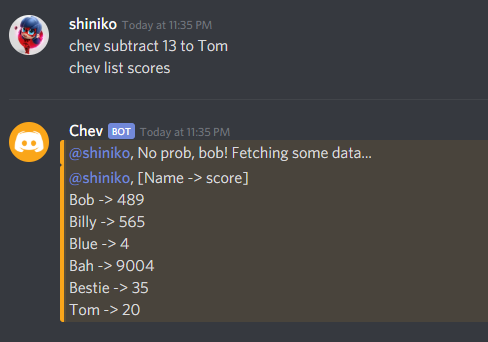 shiniko Today at 11:35 PM
chev subtract 13 to Tom
chev list scores
Chev BOT Today at 11:35 PM
@shiniko, No prob, bob! Fetching some data...
@shiniko, [Name -> score]
Bob -> 489
Billy -> 565
Blue -> 4
Bah -> 9004
Bestie -> 35
Tom -> 20